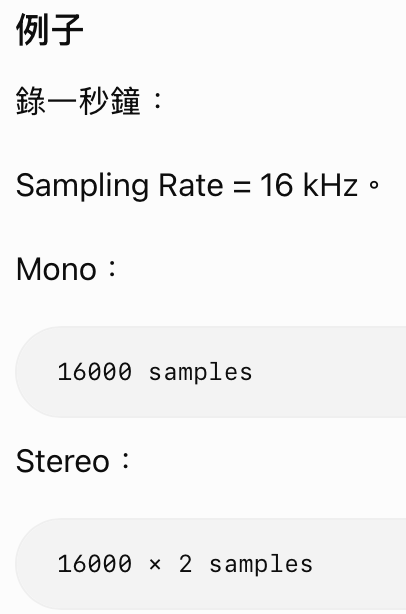 例子
錄一秒鐘：
Sampling Rate = 16 kHz。
Mono：
16000 samples
Stereo：
16000 × 2 samples